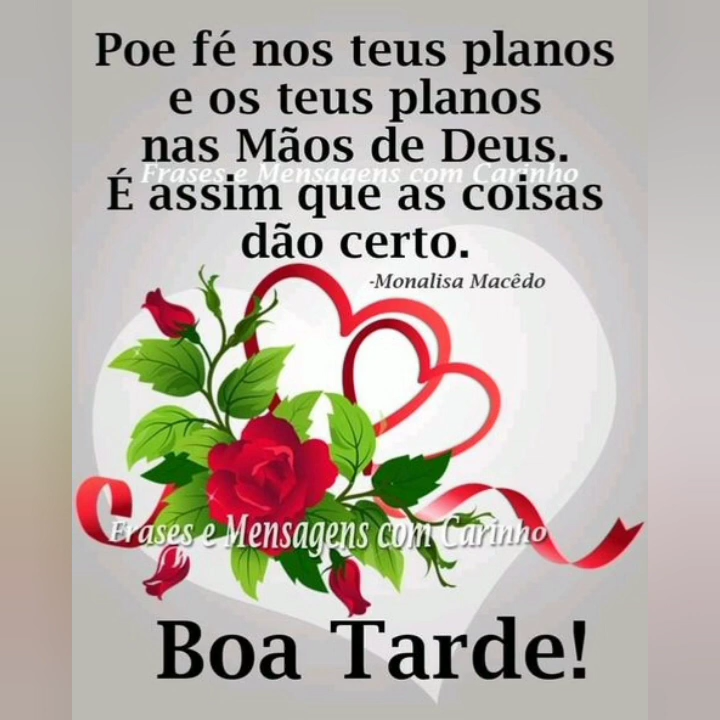 Poe fé nos teus planos
e os teus planos
nas Mãos de Deus.
Frases e Mensagens com Carinho
É assim que as coisas
dão certo.
-Monalisa Macêdo
Frases e Mensagens com Carinho
Boa Tarde!